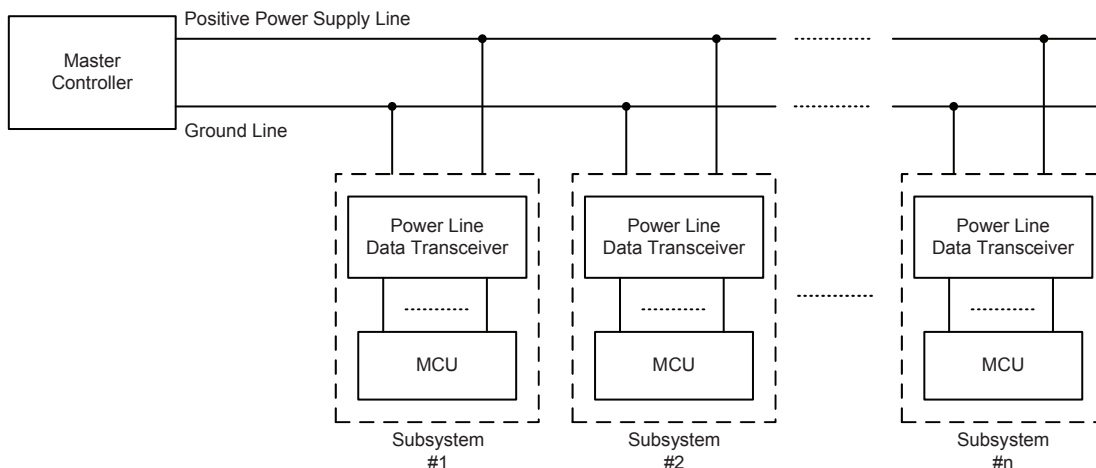 Positive Power Supply Line
Master
Controller
Ground Line
Power Line
Data Transceiver
Power Line
Data Transceiver
Power Line
Data Transceiver
MCU
MCU
MCU
Subsystem
#1
Subsystem
#2
Subsystem
#n